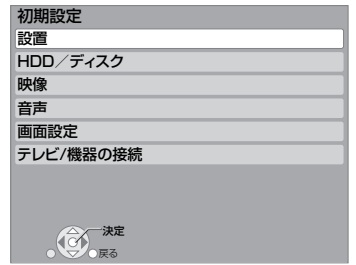 初期設定
設置
HDD／ディスク
映像
音声
画面設定
テレビ/機器の接続
決定
戻る